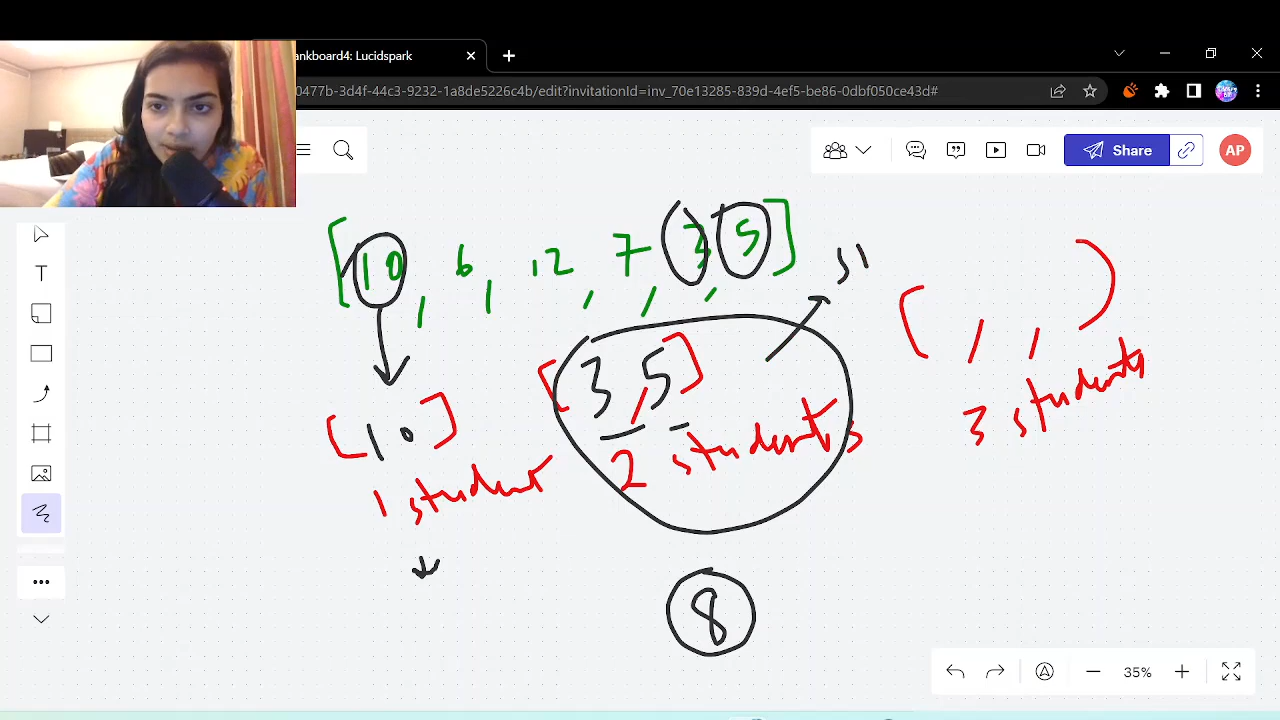 ankboard4: Lucidspark
0477b-3d4f-44c3-9232-1a8de5226c4b/edit?invitationId=inv_70e13285-839d-4ef5-be86-0dbf050ce43d#
Share
AP
[10, 6, 12, 7, 3, 5]
[10]
1 student
[3,5]
2 students
[ , , )
3 students
8
T
35%